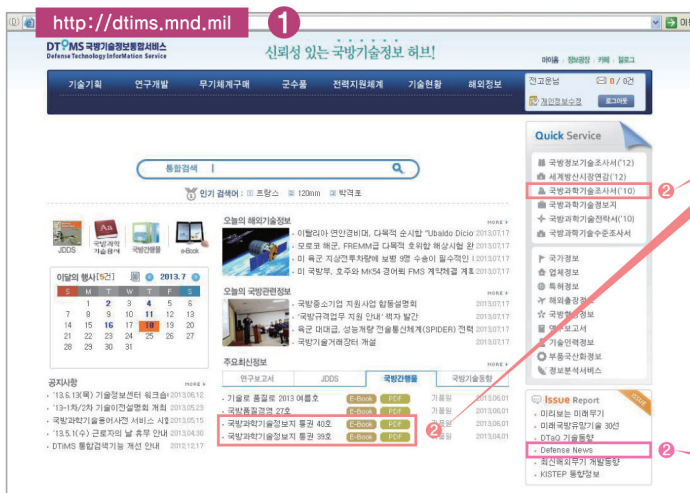 http://dtims.mnd.mil
1
DTiMS 국방기술정보통합서비스
Defense Technology InforMation Service
신뢰성 있는 국방기술정보 허브!
마이홈 정보광장 카페 블로그
기술기획 연구개발 무기체계구매 군수품 전력지원체계 기술현황 해외정보
전고운님 0 / 0건
개인정보수정 로그아웃
통합검색
인기 검색어: 1 프랑스 2 120mm 3 박격포
Quick Service
국방정보기술조사서('12)
세계방산시장연감('12)
국방과학기술조사서('10)
2
국방과학기술정보지
국방과학기술전략서('10)
국방과학기술수준조사서
국가정보
업체정보
특허정보
해외출장정보
국방현황정보
연구보고서
기술인력정보
부품국산화정보
정보분석서비스
JDDS
국방과학
기술용어
국방간행물
e-Book
오늘의 해외기술정보 MORE
· 이탈리아 연안경비대, 다목적 순시함 "Ubaldo Dicio 2013.07.17
· 모로코 해군, FREMM급 다목적 호위함 해상시험 완 2013.07.17
· 미 육군 지상전투차량에 보병 9명 수송이 필수적인 2013.07.17
· 미 국방부, 호주와 MK54 경어뢰 FMS 계약체결 계획 2013.07.17
이달의 행사[5건] 2013.7
S M T W T F S
1 2 3 4 5 6
7 8 9 10 11 12 13
14 15 16 17 18 19 20
21 22 23 24 25 26 27
28 29 30 31
오늘의 국방관련정보 MORE
· 국방중소기업 지원사업 합동설명회 2013.07.17
· '국방규격업무 지원 안내' 책자 발간 2013.07.17
· 육군 대대급, 성능개량 전술통신체계(SPIDER) 전력 2013.07.17
· 국방기술거래장터 개설 2013.07.17
주요최신정보 MORE
연구보고서 JDDS 국방간행물 국방기술동향
· 기술로 품질로 2013 여름호 E-Book PDF 기품원 2013.06.01
· 국방품질경영 27호 E-Book PDF 기품원 2013.06.01
· 국방과학기술정보지 통권 40호 E-Book PDF 2 기품원 2013.06.01
· 국방과학기술정보지 통권 39호 E-Book PDF 기품원 2013.04.01
공지사항 MORE
· '13.6.13(목) 기술정보센터 워크숍 2013.06.12
· '13-1차/2차 기술이전설명회 개최 2013.05.23
· 국방과학기술용어사전 서비스 시 2013.05.15
· '13.5.1(수) 근로자의 날 휴무 안내 2013.04.30
· DTiMS 통합검색기능 개선 안내 2012.12.17
Issue Report
ISSUE
· 미리보는 미래무기
· 미래국방유망기술 30선
· DTaQ 기술동향
· Defense News
2
· 최신해외무기 개발동향
· KISTEP 통향정보